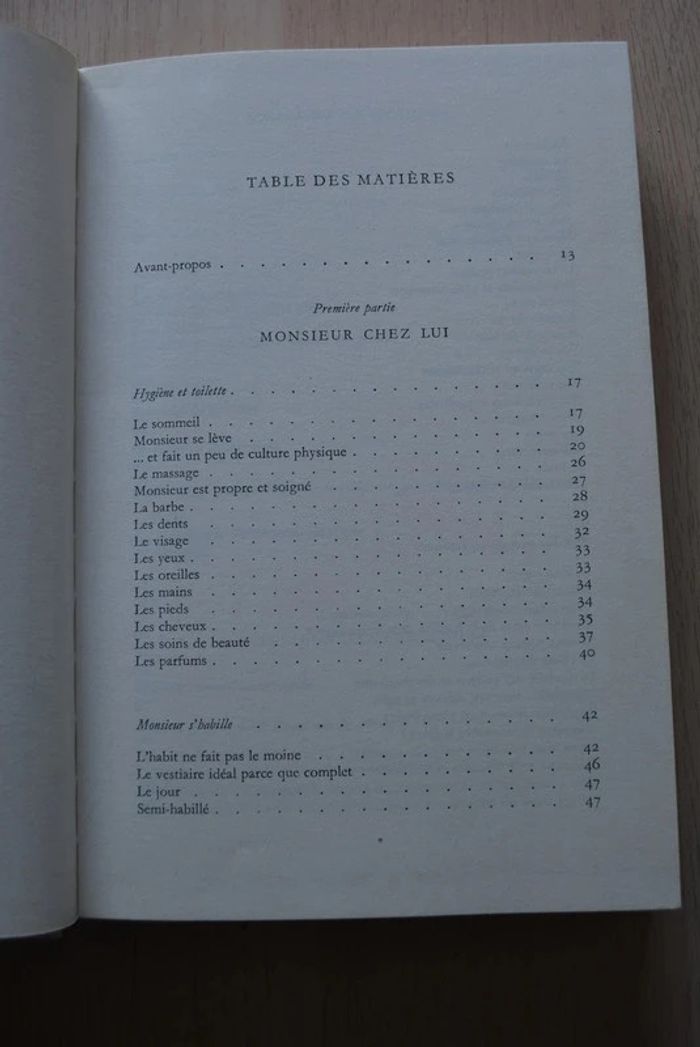 TABLE DES MATIÈRES
Avant-propos . . . . . . . . . . . . . . . . 13
Première partie
MONSIEUR CHEZ LUI
Hygiène et toilette . . . . . . . . . . . . . . 17
Le sommeil . . . . . . . . . . . . . . . . 17
Monsieur se lève . . . . . . . . . . . . . . 19
... et fait un peu de culture physique . . . . . . . . . 20
Le massage . . . . . . . . . . . . . . . . 26
Monsieur est propre et soigné . . . . . . . . . . 27
La barbe . . . . . . . . . . . . . . . . . 28
Les dents . . . . . . . . . . . . . . . . 29
Le visage . . . . . . . . . . . . . . . . 32
Les yeux . . . . . . . . . . . . . . . . . 33
Les oreilles . . . . . . . . . . . . . . . . 33
Les mains . . . . . . . . . . . . . . . . 34
Les pieds . . . . . . . . . . . . . . . . 34
Les cheveux . . . . . . . . . . . . . . . . 35
Les soins de beauté . . . . . . . . . . . . . 37
Les parfums . . . . . . . . . . . . . . . . 40
Monsieur s'habille . . . . . . . . . . . . . . 42
L'habit ne fait pas le moine . . . . . . . . . . . 42
Le vestiaire idéal parce que complet . . . . . . . . . 46
Le jour . . . . . . . . . . . . . . . . . 47
Semi-habillé . . . . . . . . . . . . . . . . 47